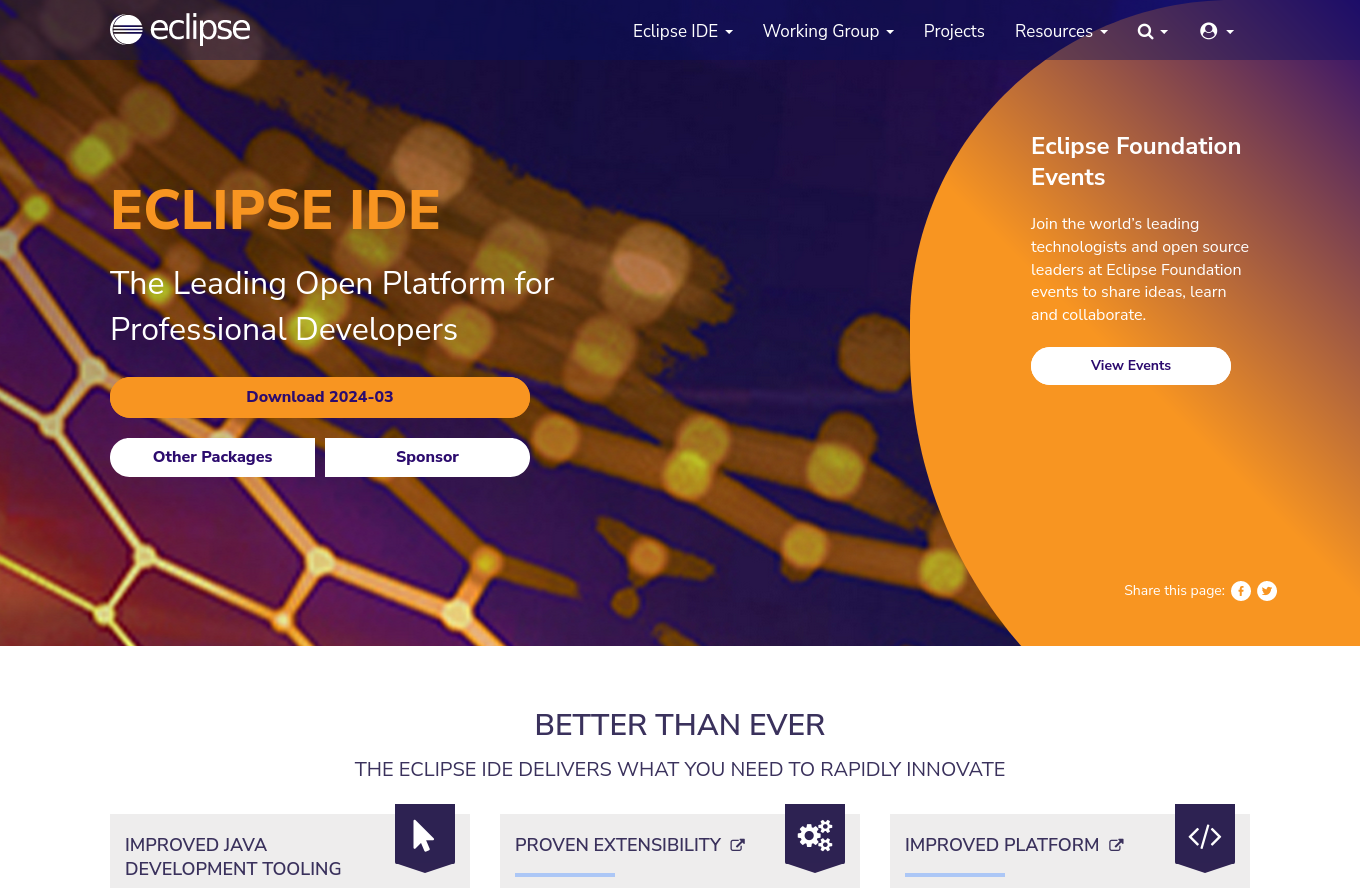 eclipse
Eclipse IDE
Working Group
Projects
Resources
ECLIPSE IDE
The Leading Open Platform for
Professional Developers
Download 2024-03
Other Packages
Sponsor
Eclipse Foundation
Events
Join the world's leading
technologists and open source
leaders at Eclipse Foundation
events to share ideas, learn
and collaborate.
View Events
Share this page:
BETTER THAN EVER
THE ECLIPSE IDE DELIVERS WHAT YOU NEED TO RAPIDLY INNOVATE
IMPROVED JAVA
DEVELOPMENT TOOLING
PROVEN EXTENSIBILITY
IMPROVED PLATFORM